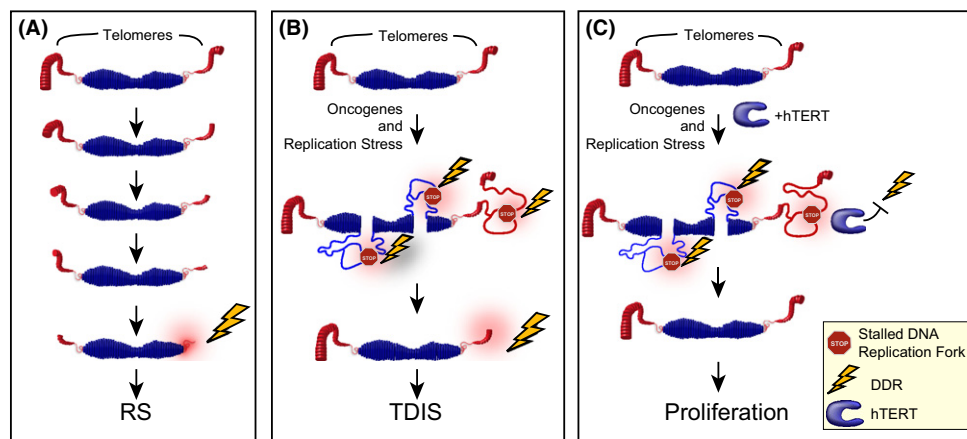 (A)
Telomeres
RS
(B)
Telomeres
Oncogenes
and
Replication Stress
STOP
STOP
STOP
TDIS
(C)
Telomeres
Oncogenes
and
Replication Stress
+hTERT
STOP
STOP
STOP
Proliferation
STOP
Stalled DNA
Replication Fork
DDR
hTERT